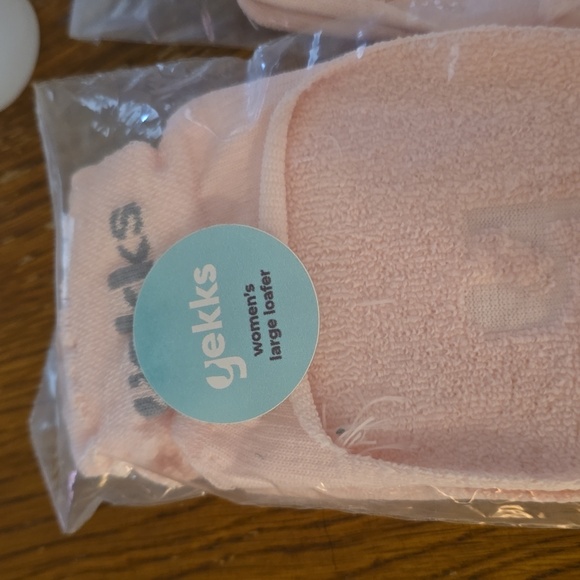 yekks
women's
large loafer